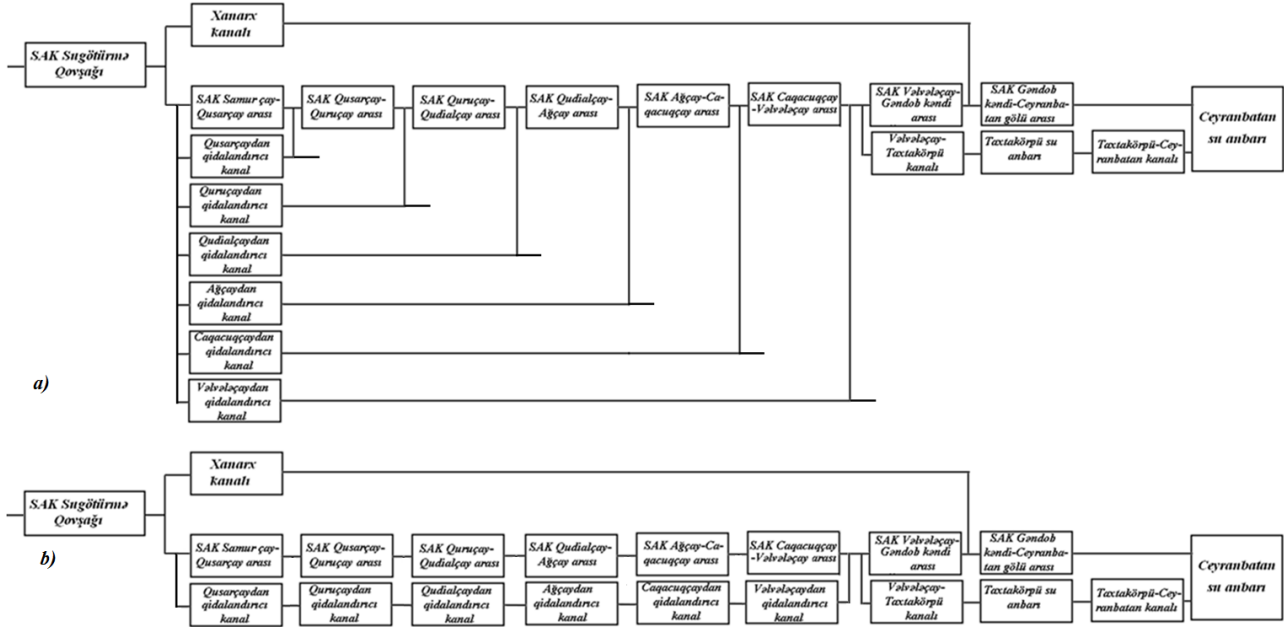 Xanarx
kanalı
SAK Sugötürmə
Qovşağı
SAK Samur çay-
Qusarçay arası
SAK Qusarçay-
Quruçay arası
SAK Quruçay-
Qudialçay arası
SAK Qudialçay-
Ağçay arası
SAK Ağçay-Ca-
qacuqçay arası
SAK Caqacuqçay
-Vəlvələçay arası
SAK Vəlvələçay-
Gəndob kəndi
arası
SAK Gəndob
kəndi-Ceyranba-
tan gölü arası
Ceyranbatan
su anbarı
Qusarçaydan
qidalandırıcı
kanal
Vəlvələçay-
Taxtakörpü
kanalı
Taxtakörpü su
anbarı
Taxtakörpü-Cey-
ranbatan kanalı
Quruçaydan
qidalandırıcı
kanal
Qudialçaydan
qidalandırıcı
kanal
Ağçaydan
qidalandırıcı
kanal
Caqacuqçaydan
qidalandırıcı
kanal
a)
Vəlvələçaydan
qidalandırıcı
kanal
Xanarx
kanalı
SAK Sugötürmə
Qovşağı
b)
SAK Samur çay-
Qusarçay arası
SAK Qusarçay-
Quruçay arası
SAK Quruçay-
Qudialçay arası
SAK Qudialçay-
Ağçay arası
SAK Ağçay-Ca-
qacuqçay arası
SAK Caqacuqçay
-Vəlvələçay arası
SAK Vəlvələçay-
Gəndob kəndi
arası
SAK Gəndob
kəndi-Ceyranba-
tan gölü arası
Ceyranbatan
su anbarı
Qusarçaydan
qidalandırıcı
kanal
Quruçaydan
qidalandırıcı
kanal
Qudialçaydan
qidalandırıcı
kanal
Ağçaydan
qidalandırıcı
kanal
Caqacuqçaydan
qidalandırıcı
kanal
Vəlvələçaydan
qidalandırıcı
kanal
Vəlvələçay-
Taxtakörpü
kanalı
Taxtakörpü su
anbarı
Taxtakörpü-Cey-
ranbatan kanalı